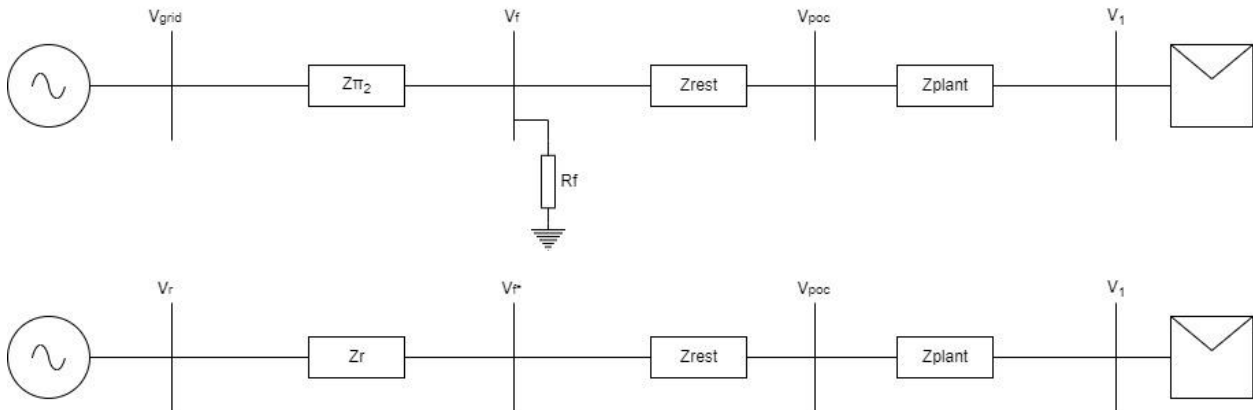 Vgrid Vf Vpoc V1
Zπ2 Zrest Zplant
Rf
Vr Vf* Vpoc V1
Zr Zrest Zplant